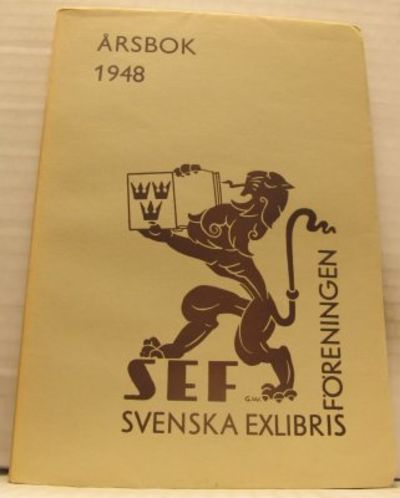 ÅRSBOK
1948
SEF
G.W.
SVENSKA EXLIBRIS
FÖRENINGEN